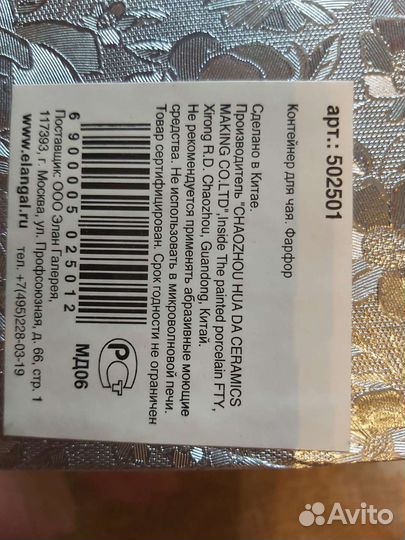 арт.: 502501
Контейнер для чая. Фарфор
Сделано в Китае.
Производитель "CHAOZHOU HUA DA CERAMICS
MAKING CO.LTD",Inside The painted porcelain FTY,
Xirong R.D. Chaozhou, Guandong, Китай.
Не рекомендуется применять абразивные моющие
средства. Не использовать в микроволновой печи.
Товар сертифицирован. Срок годности не ограничен
6 900005 025012
РСТ
МД06
Поставщик: ООО Элан Галерея,
117393, г. Москва, ул. Профсоюзная, д. 66, стр. 1
www.elangal.ru тел. +7(495)228-03-19
Avito